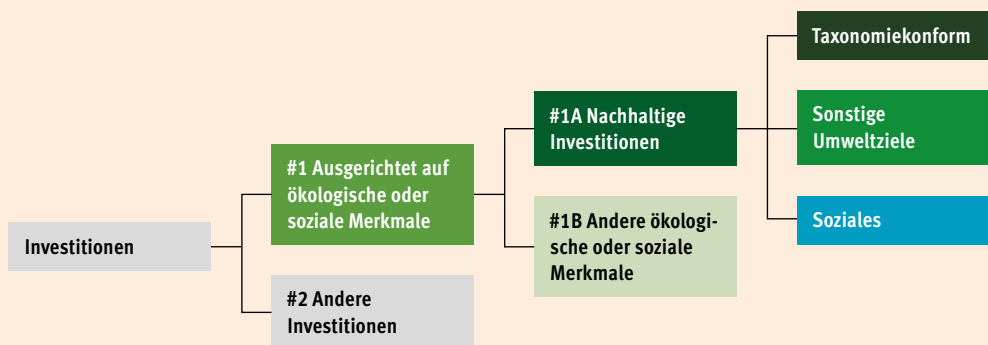 Investitionen
#1 Ausgerichtet auf
ökologische oder
soziale Merkmale
#2 Andere
Investitionen
#1A Nachhaltige
Investitionen
#1B Andere ökologi-
sche oder soziale
Merkmale
Taxonomiekonform
Sonstige
Umweltziele
Soziales